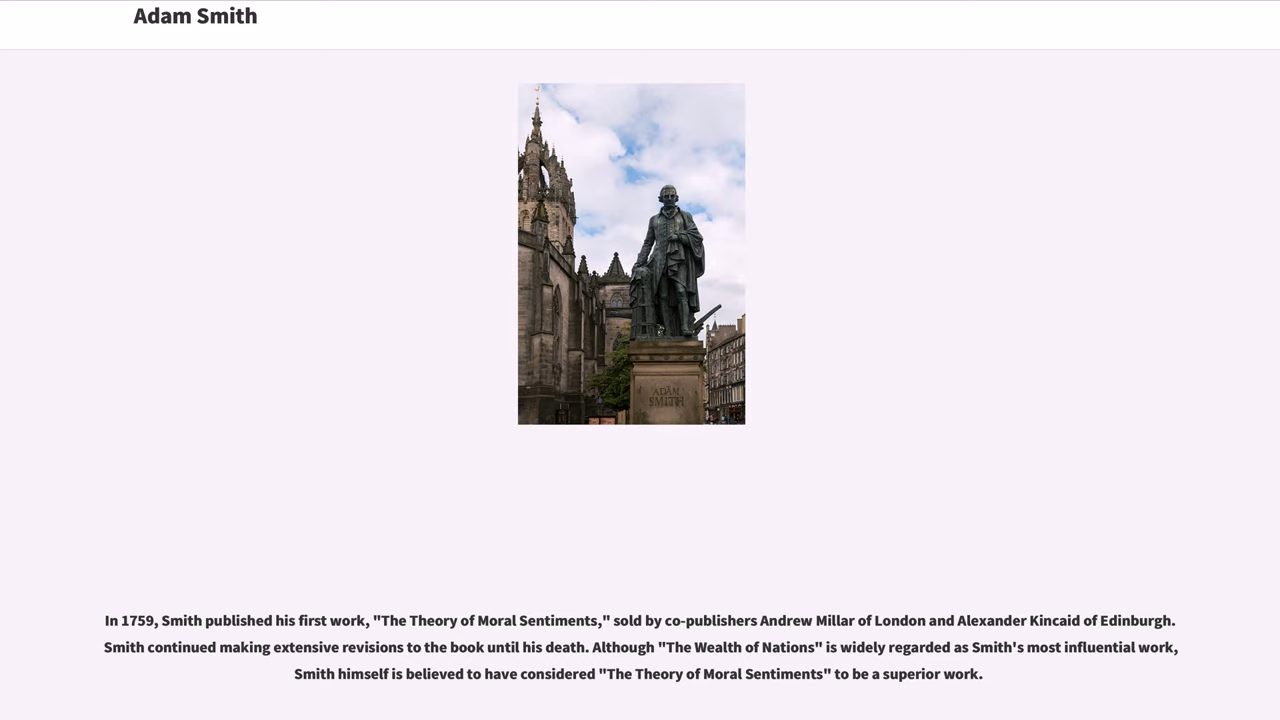 Adam Smith
ADAM
SMITH
In 1759, Smith published his first work, "The Theory of Moral Sentiments," sold by co-publishers Andrew Millar of London and Alexander Kincaid of Edinburgh.
Smith continued making extensive revisions to the book until his death. Although "The Wealth of Nations" is widely regarded as Smith's most influential work,
Smith himself is believed to have considered "The Theory of Moral Sentiments" to be a superior work.